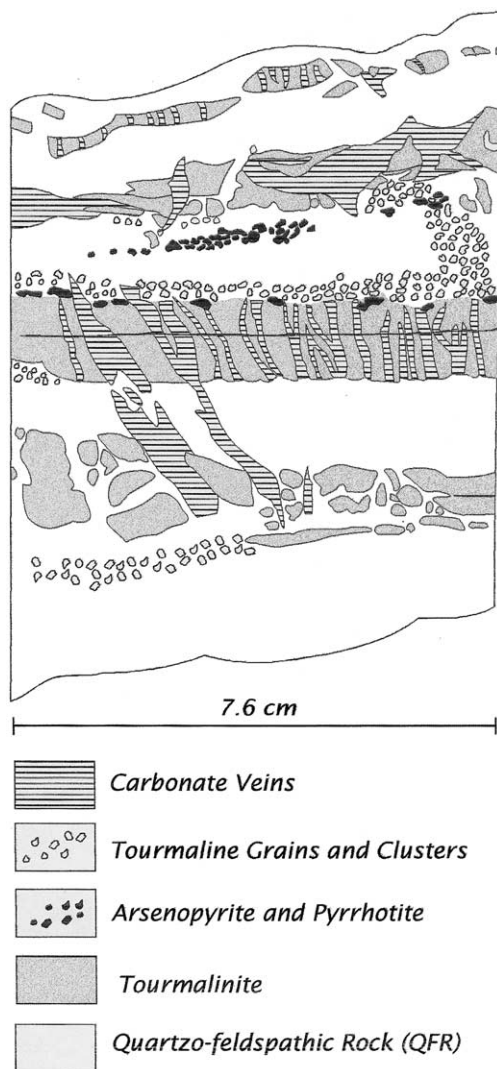 7.6 cm
Carbonate Veins
Tourmaline Grains and Clusters
Arsenopyrite and Pyrrhotite
Tourmalinite
Quartzo-feldspathic Rock (QFR)